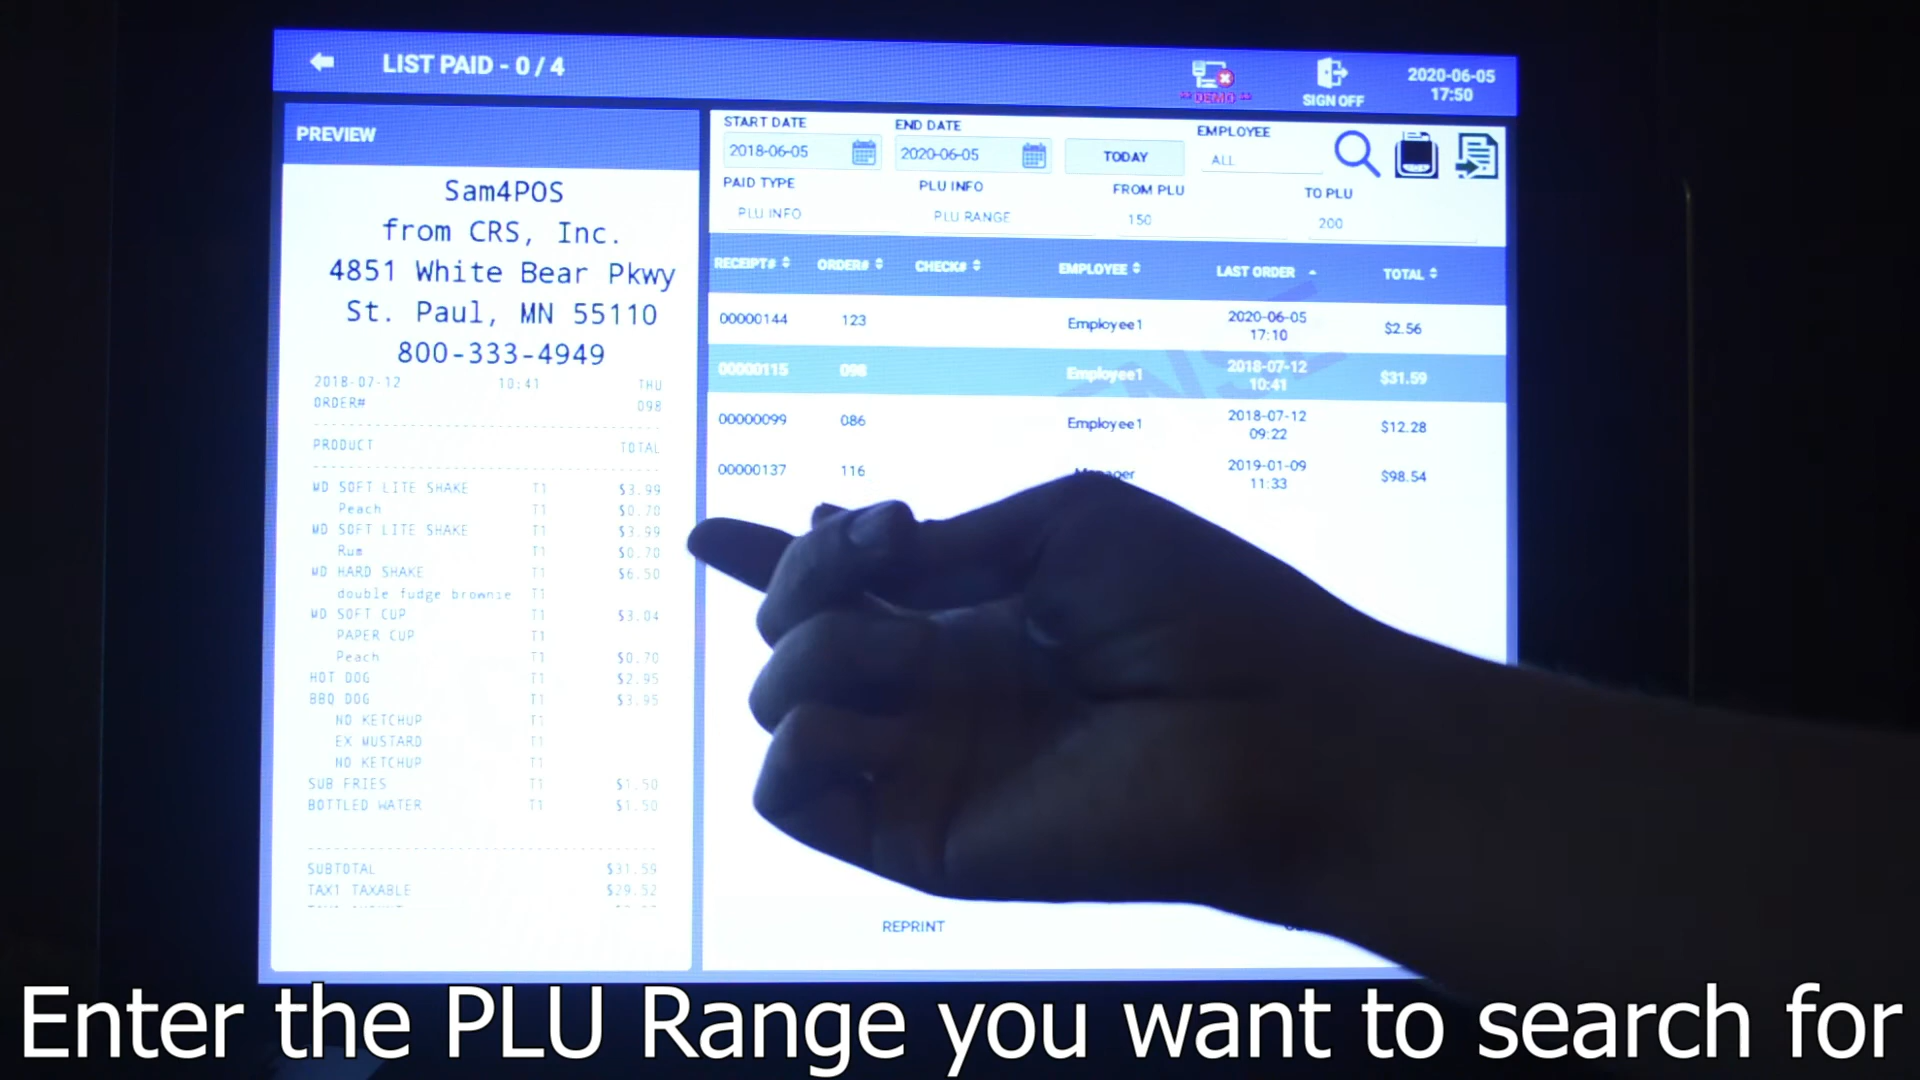 LIST PAID - 0 / 4
** DEMO **
SIGN OFF
2020-06-05
17:50
PREVIEW
Sam4POS
from CRS, Inc.
4851 White Bear Pkwy
St. Paul, MN 55110
800-333-4949
2018-07-12 10:41 THU
ORDER# 098
PRODUCT TOTAL
MD SOFT LITE SHAKE T1 $3.99
Peach T1 $0.70
MD SOFT LITE SHAKE T1 $3.99
Rum T1 $0.70
MD HARD SHAKE T1 $6.50
double fudge brownie T1
MD SOFT CUP T1 $3.04
PAPER CUP T1
Peach T1 $0.70
HOT DOG T1 $2.95
BBQ DOG T1 $3.95
NO KETCHUP T1
EX MUSTARD T1
NO KETCHUP T1
SUB FRIES T1 $1.50
BOTTLED WATER T1 $1.50
SUBTOTAL $31.59
TAX1 TAXABLE $29.52
START DATE END DATE EMPLOYEE
2018-06-05 2020-06-05 TODAY ALL
PAID TYPE PLU INFO FROM PLU TO PLU
PLU INFO PLU RANGE 150 200
RECEIPT# ORDER# CHECK# EMPLOYEE LAST ORDER TOTAL
00000144 123 Employee1 2020-06-05 17:10 $2.56
00000115 098 Employee1 2018-07-12 10:41 $31.59
00000099 086 Employee1 2018-07-12 09:22 $12.28
00000137 116 Manager 2019-01-09 11:33 $98.54
REPRINT
Enter the PLU Range you want to search for